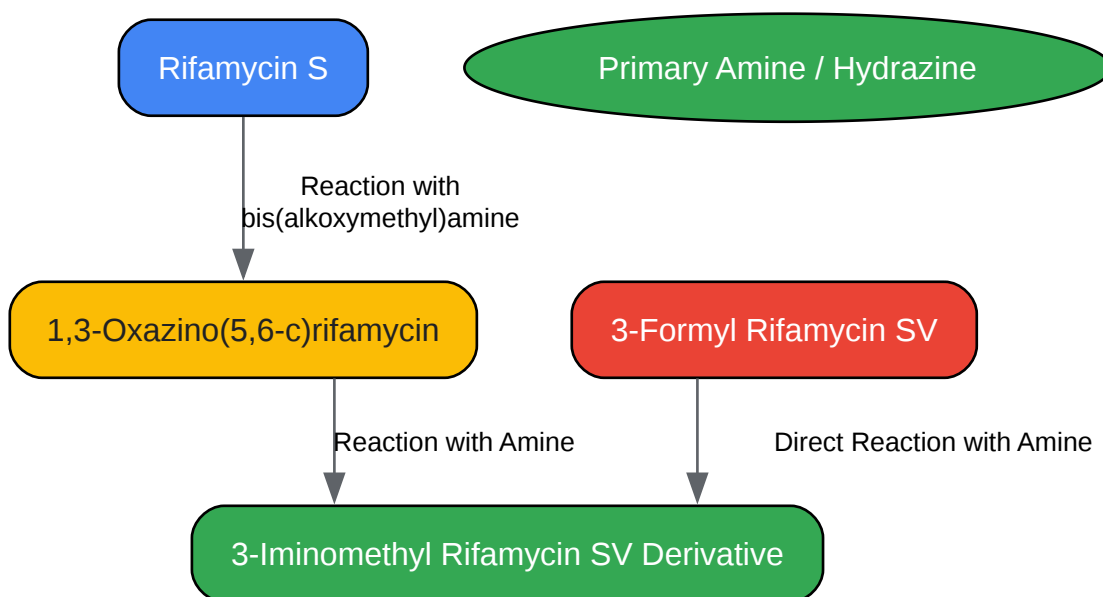 Rifamycin S
Primary Amine / Hydrazine
Reaction with
bis(alkoxymethyl)amine
1,3-Oxazino(5,6-c)rifamycin
3-Formyl Rifamycin SV
Reaction with Amine
Direct Reaction with Amine
3-Iminomethyl Rifamycin SV Derivative